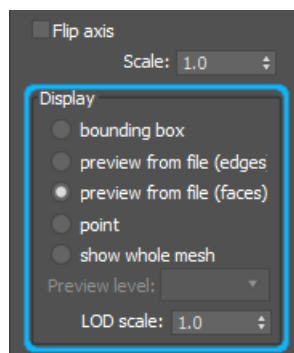 Flip axis
Scale: 1.0
Display
bounding box
preview from file (edges
preview from file (faces)
point
show whole mesh
Preview level:
LOD scale: 1.0